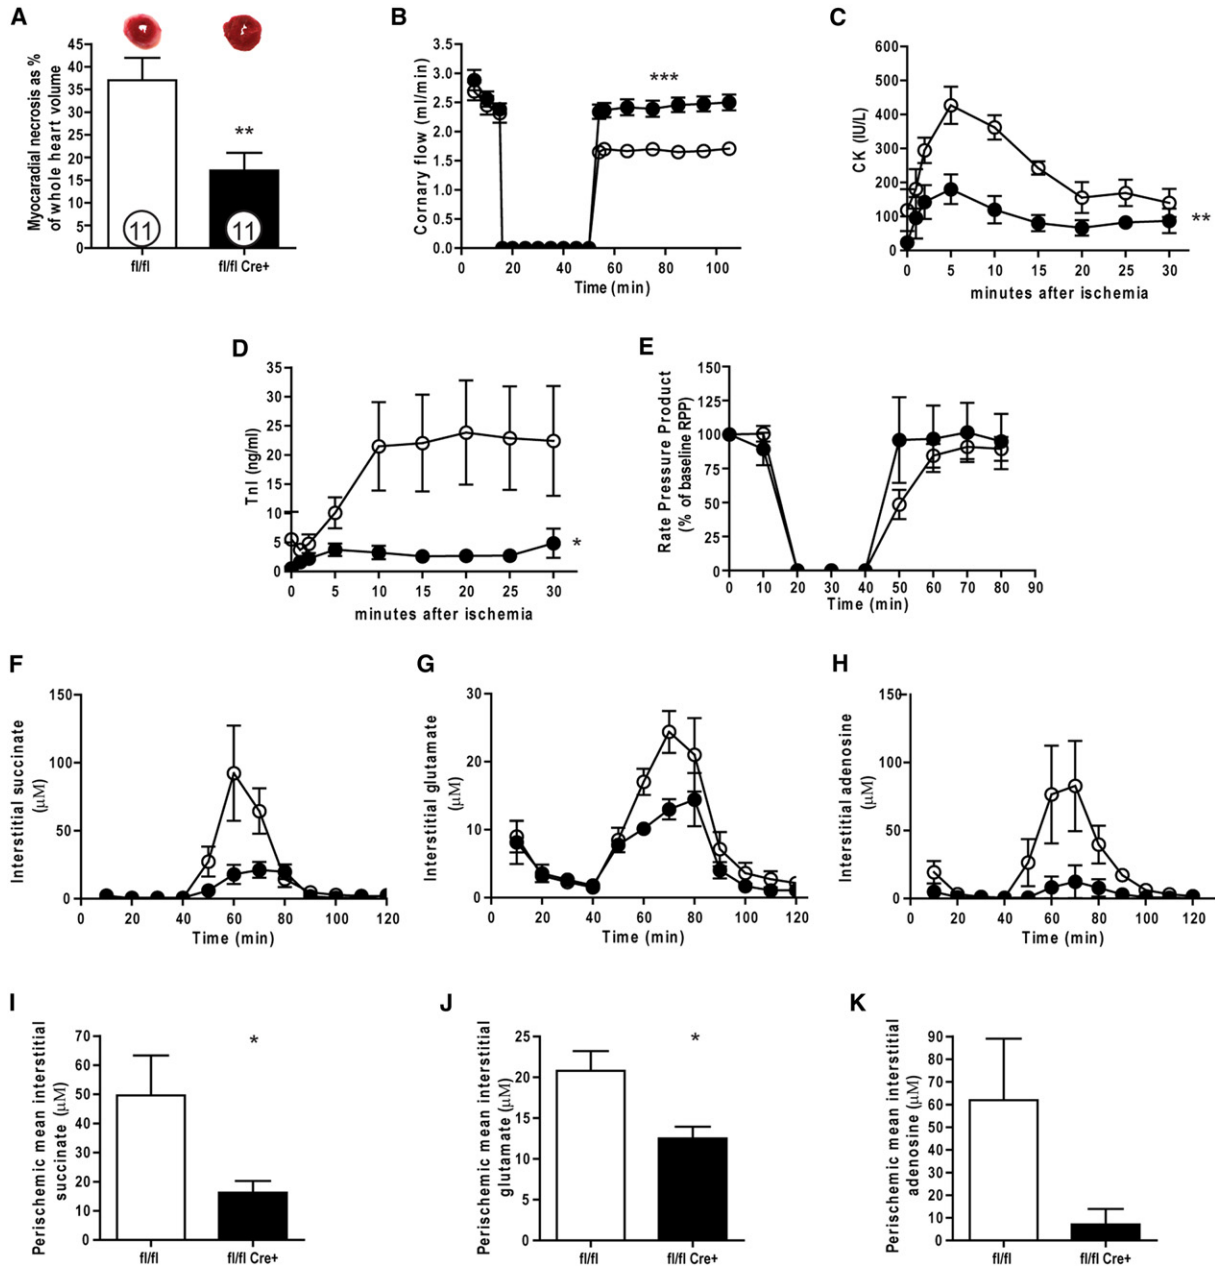 A
Myocaradial necrosis as %
of whole heart volume
45
40
35
30
25
20
15
10
5
0
**
11
11
fl/fl
fl/fl Cre+
B
Cornary flow (ml/min)
3.5
3.0
2.5
2.0
1.5
1.0
0.5
0.0
***
0 20 40 60 80 100
Time (min)
C
CK (IU/L)
600
500
400
300
200
100
0
**
0 5 10 15 20 25 30
minutes after ischemia
D
TnI (ng/ml)
35
30
25
20
15
10
5
0
*
0 5 10 15 20 25 30
minutes after ischemia
E
Rate Pressure Product
(% of baseline RPP)
150
125
100
75
50
25
0
0 10 20 30 40 50 60 70 80 90
Time (min)
F
Interstitial succinate
(μM)
150
100
50
0
0 20 40 60 80 100 120
Time (min)
G
Interstitial glutamate
(μM)
30
20
10
0
0 20 40 60 80 100 120
Time (min)
H
Interstitial adenosine
(μM)
150
100
50
0
0 20 40 60 80 100 120
Time (min)
I
Perischemic mean interstitial
succinate (μM)
70
60
50
40
30
20
10
0
*
fl/fl
fl/fl Cre+
J
Perischemic mean interstitial
glutamate (μM)
25
20
15
10
5
0
*
fl/fl
fl/fl Cre+
K
Perischemic mean interstitial
adenosine (μM)
90
80
70
60
50
40
30
20
10
0
fl/fl
fl/fl Cre+